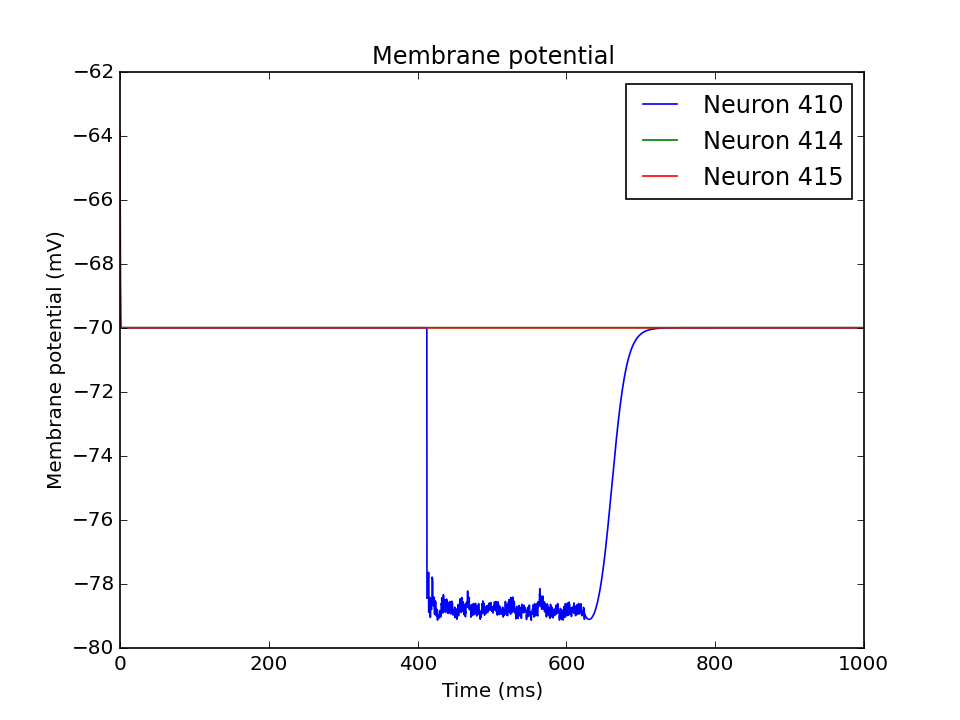 Membrane potential
−62
−64
−66
−68
−70
−72
−74
−76
−78
−80
Membrane potential (mV)
Neuron 410
Neuron 414
Neuron 415
0 200 400 600 800 1000
Time (ms)